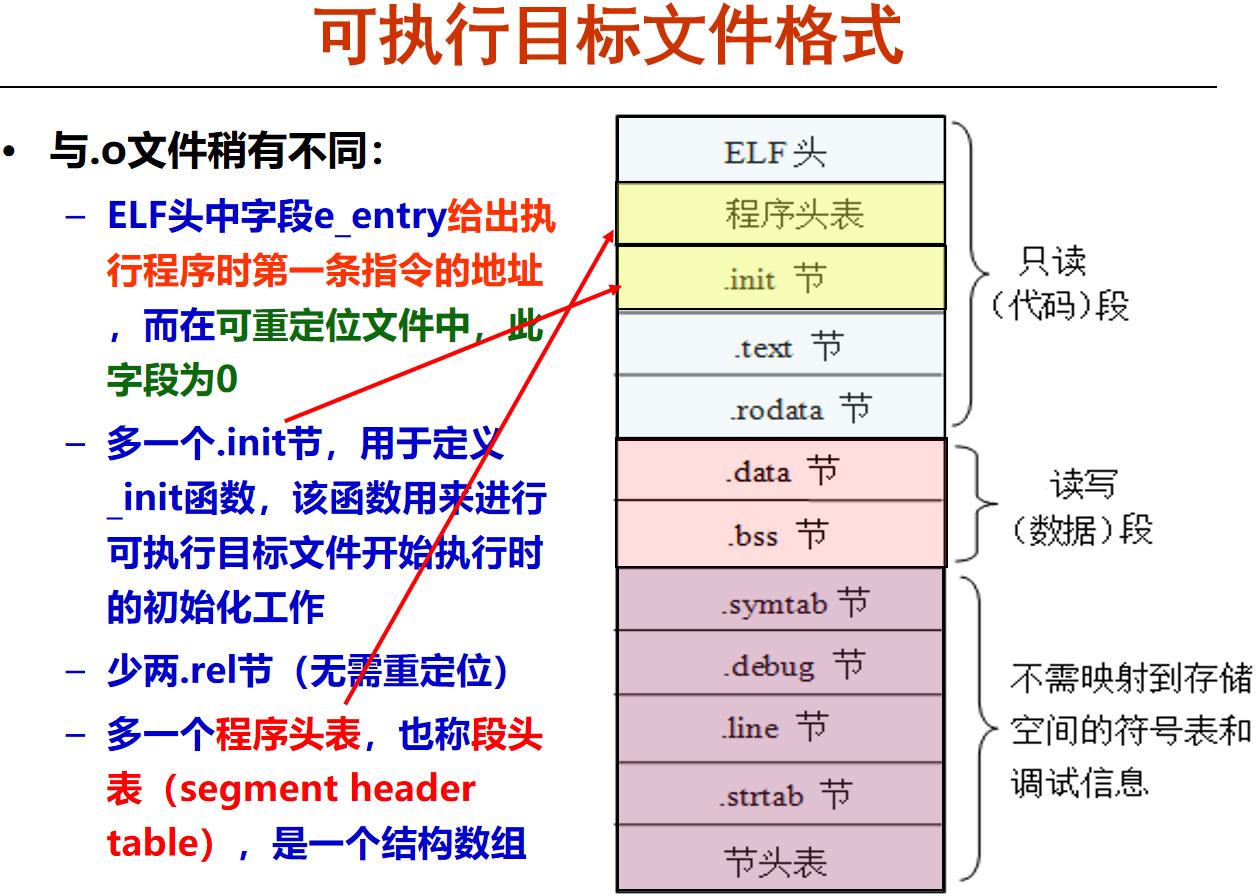 可执行目标文件格式
• 与.o文件稍有不同：
– ELF头中字段e_entry给出执
行程序时第一条指令的地址
，而在可重定位文件中，此
字段为0
– 多一个.init节，用于定义
_init函数，该函数用来进行
可执行目标文件开始执行时
的初始化工作
– 少两.rel节（无需重定位）
– 多一个程序头表，也称段头
表（segment header
table），是一个结构数组
ELF 头
程序头表
.init 节
.text 节
.rodata 节
.data 节
.bss 节
.symtab 节
.debug 节
.line 节
.strtab 节
节头表
只读
（代码）段
读写
（数据）段
不需映射到存储
空间的符号表和
调试信息